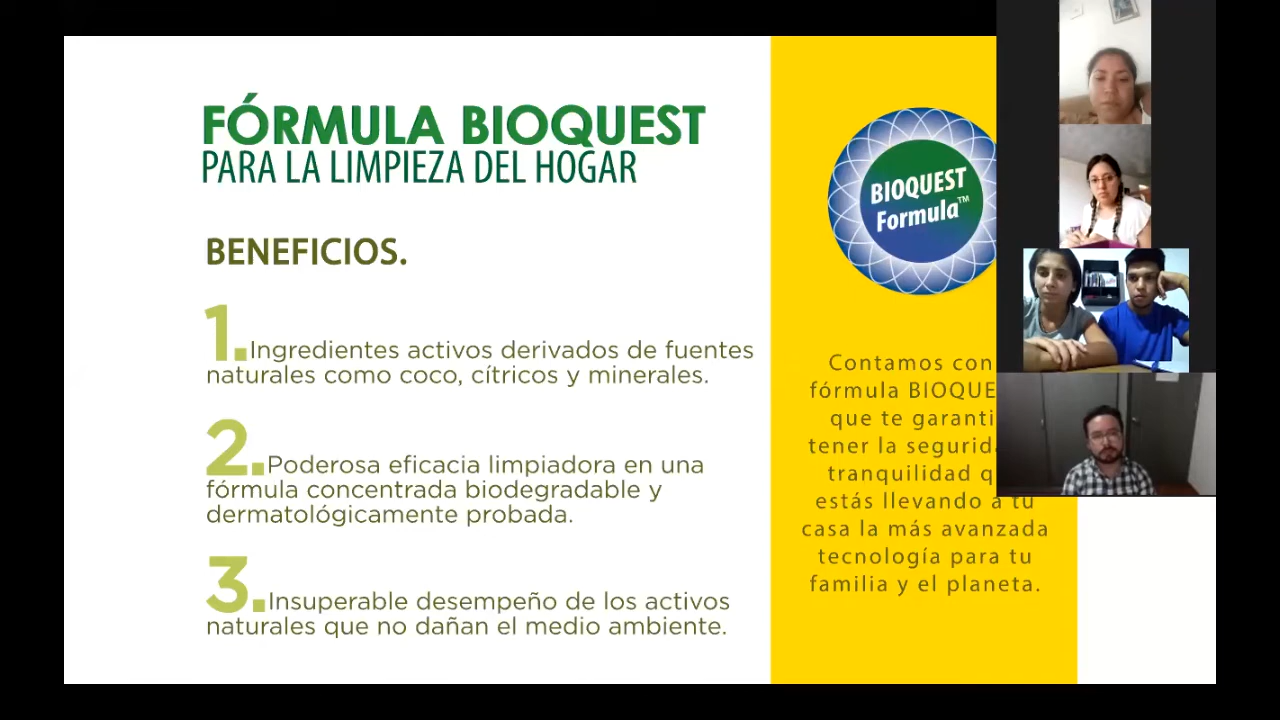 FÓRMULA BIOQUEST
PARA LA LIMPIEZA DEL HOGAR
BENEFICIOS.
1.Ingredientes activos derivados de fuentes
naturales como coco, cítricos y minerales.
2.Poderosa eficacia limpiadora en una
fórmula concentrada biodegradable y
dermatológicamente probada.
3.Insuperable desempeño de los activos
naturales que no dañan el medio ambiente.
BIOQUEST
Formula™
Contamos con
fórmula
que te
tener la
tranquilidad
estás llevando a tu
casa la más avanzada
tecnología para tu
familia y el planeta.